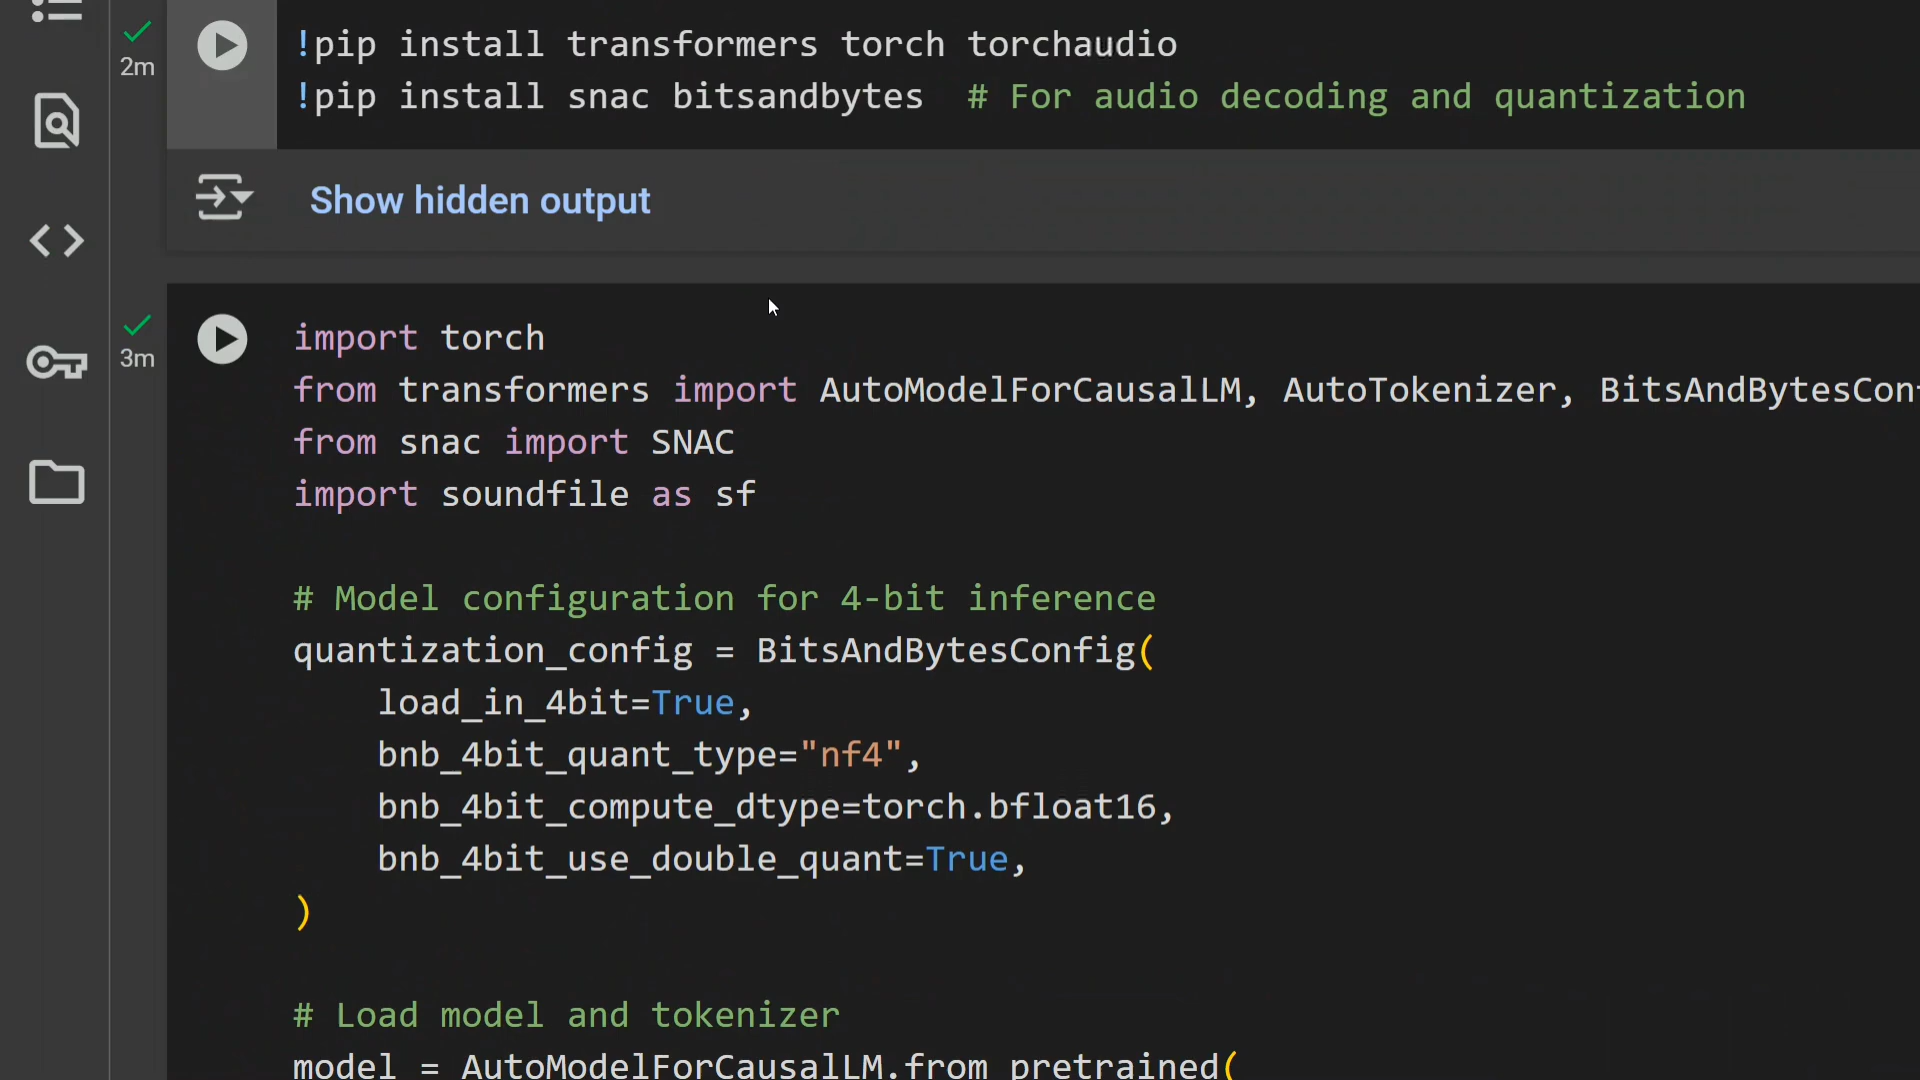 2m
!pip install transformers torch torchaudio
!pip install snac bitsandbytes  # For audio decoding and quantization
Show hidden output
3m
import torch
from transformers import AutoModelForCausalLM, AutoTokenizer, BitsAndBytesCon
from snac import SNAC
import soundfile as sf
# Model configuration for 4-bit inference
quantization_config = BitsAndBytesConfig(
    load_in_4bit=True,
    bnb_4bit_quant_type="nf4",
    bnb_4bit_compute_dtype=torch.bfloat16,
    bnb_4bit_use_double_quant=True,
)
# Load model and tokenizer
model = AutoModelForCausalLM.from_pretrained(